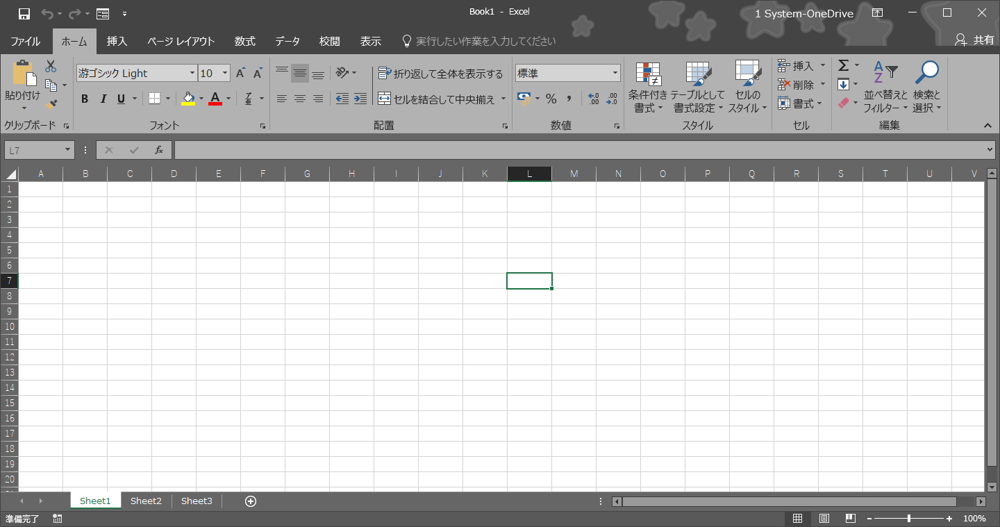 Book1 - Excel
1 System-OneDrive
ファイル ホーム 挿入 ページ レイアウト 数式 データ 校閲 表示 実行したい作業を入力してください 共有
貼り付け
クリップボード
游ゴシック Light 10
B I U A
フォント
折り返して全体を表示する
セルを結合して中央揃え
配置
標準
% , .0 .00 .00 .0
数値
条件付き書式
テーブルとして書式設定
セルのスタイル
スタイル
挿入
削除
書式
セル
Σ
並べ替えとフィルター
検索と選択
編集
L7 fx
A B C D E F G H I J K L M N O P Q R S T U V
1
2
3
4
5
6
7
8
9
10
11
12
13
14
15
16
17
18
19
20
Sheet1 Sheet2 Sheet3
準備完了 100%